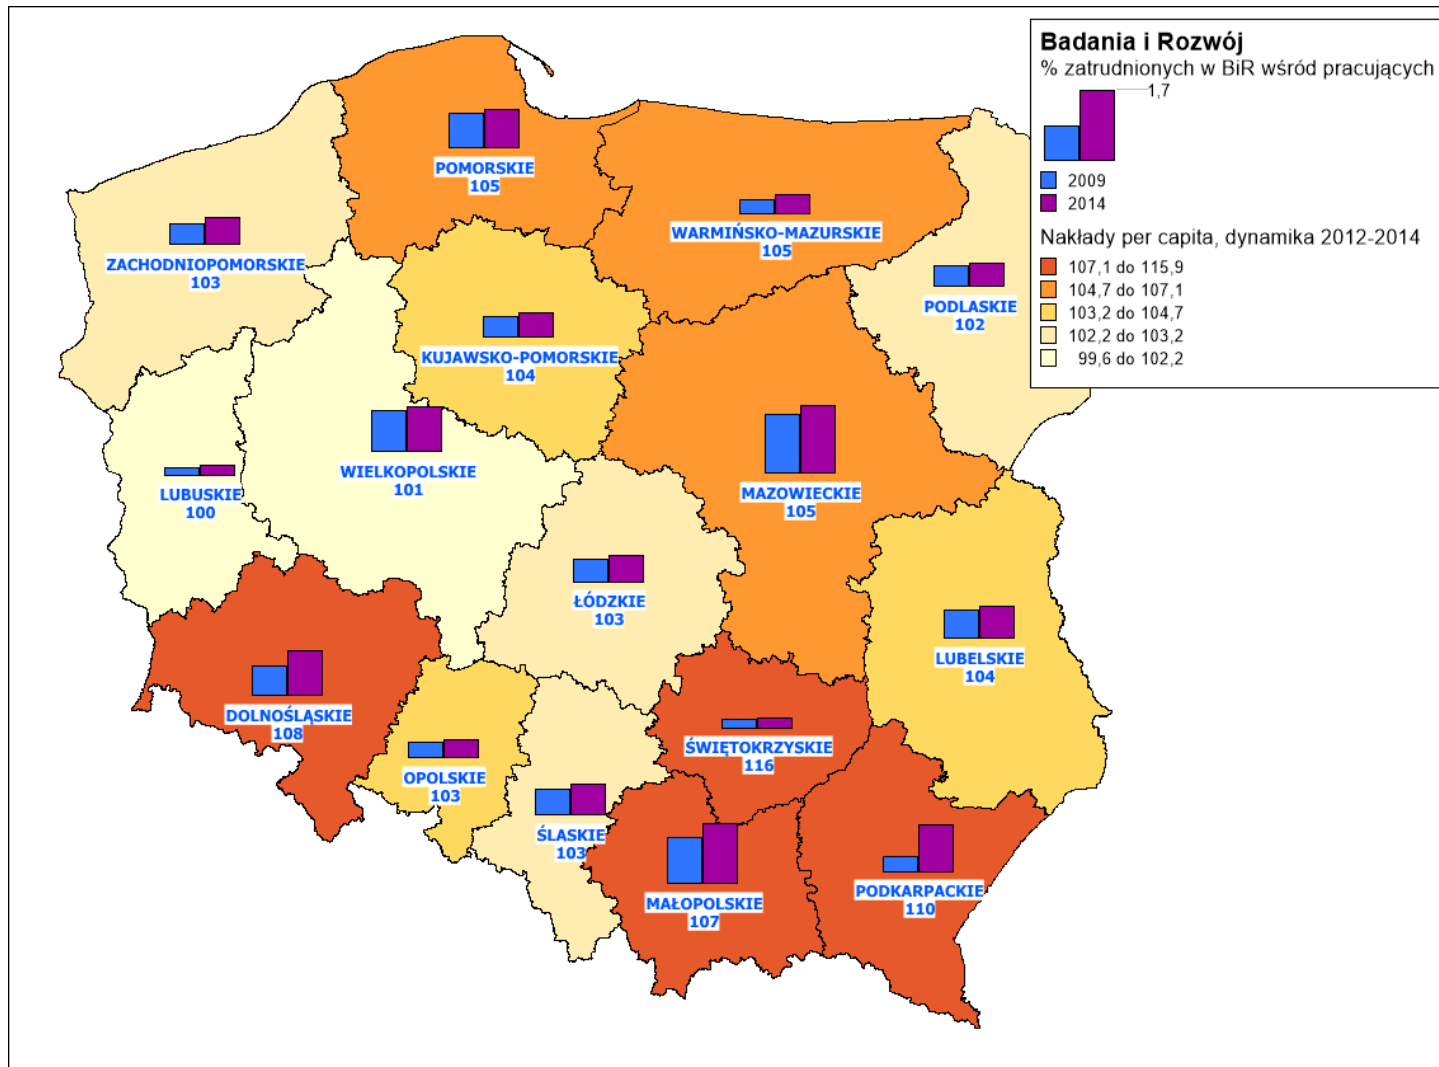 Badania i Rozwój
% zatrudnionych w BiR wśród pracujących
1,7
2009
2014
Nakłady per capita, dynamika 2012-2014
107,1 do 115,9
104,7 do 107,1
103,2 do 104,7
102,2 do 103,2
99,6 do 102,2
POMORSKIE
105
WARMIŃSKO-MAZURSKIE
105
ZACHODNIOPOMORSKIE
103
PODLASKIE
102
KUJAWSKO-POMORSKIE
104
WIELKOPOLSKIE
101
LUBUSKIE
100
MAZOWIECKIE
105
ŁÓDZKIE
103
LUBELSKIE
104
DOLNOŚLĄSKIE
108
OPOLSKIE
103
ŚWIĘTOKRZYSKIE
116
ŚLASKIE
103
MAŁOPOLSKIE
107
PODKARPACKIE
110